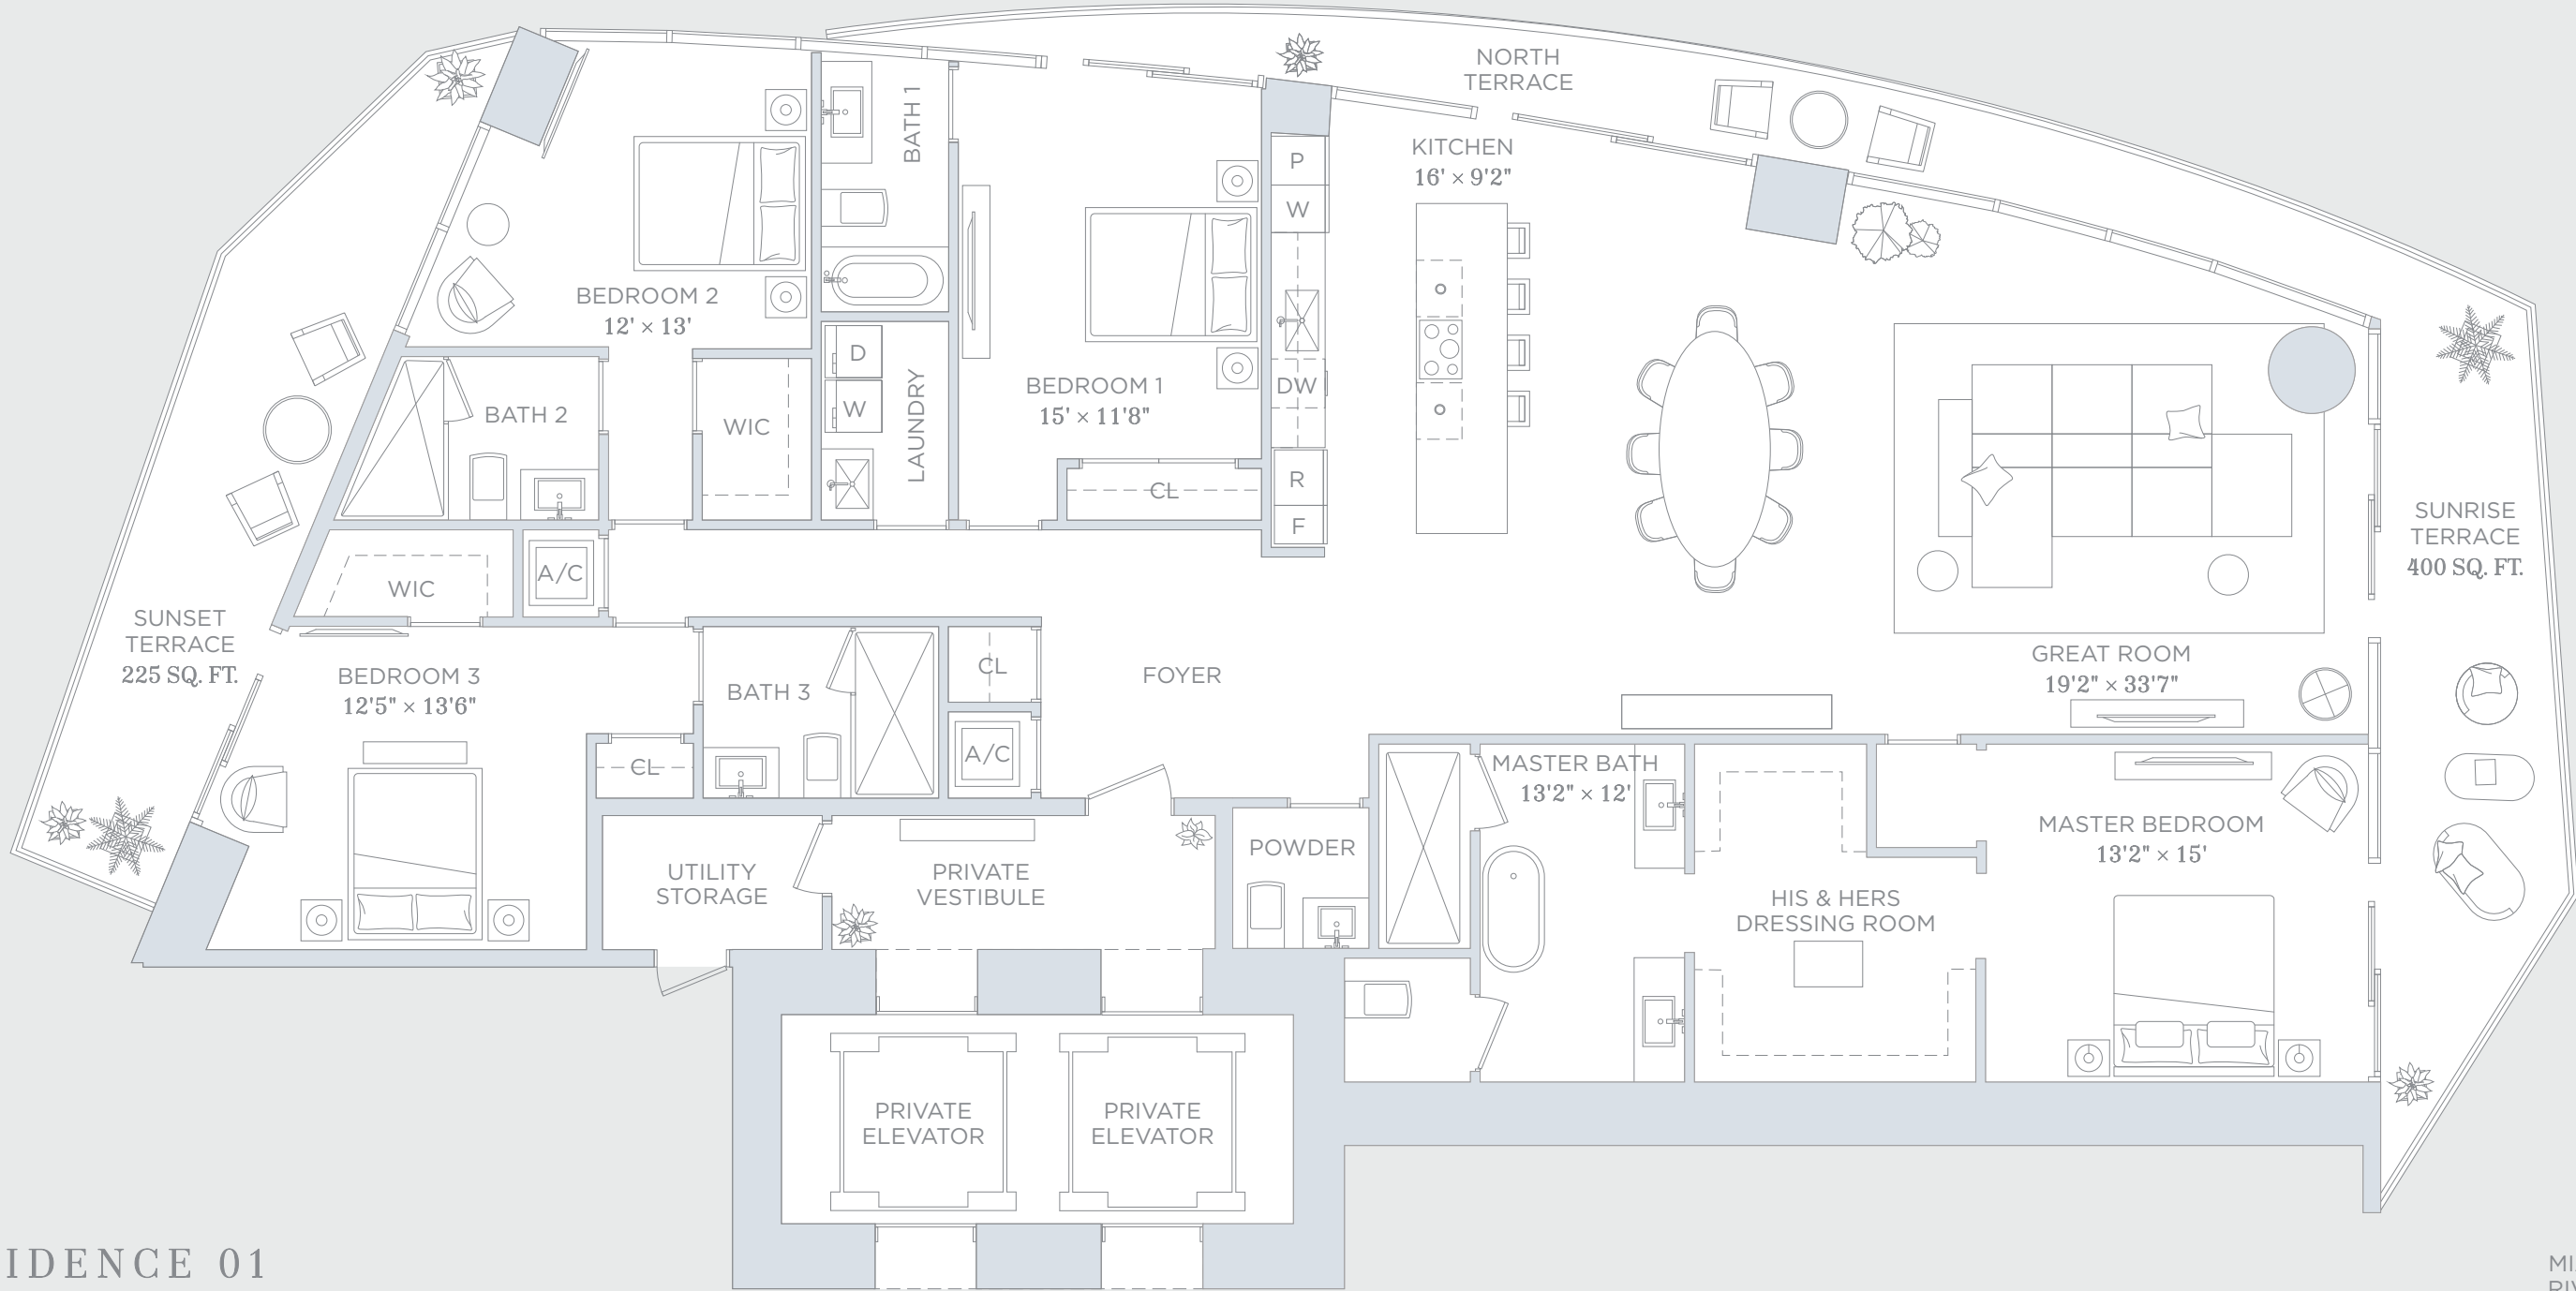 NORTH
TERRACE
KITCHEN
16' × 9'2"
BATH 1
P
W
BEDROOM 2
12' × 13'
D
W
LAUNDRY
BEDROOM 1
15' × 11'8"
DW
BATH 2
WIC
CL
R
F
SUNRISE
TERRACE
400 SQ. FT.
WIC
A/C
SUNSET
TERRACE
225 SQ. FT.
BEDROOM 3
12'5" × 13'6"
BATH 3
CL
FOYER
GREAT ROOM
19'2" × 33'7"
CL
A/C
MASTER BATH
13'2" × 12'
MASTER BEDROOM
13'2" × 15'
POWDER
UTILITY
STORAGE
PRIVATE
VESTIBULE
HIS & HERS
DRESSING ROOM
PRIVATE
ELEVATOR
PRIVATE
ELEVATOR
IDENCE 01